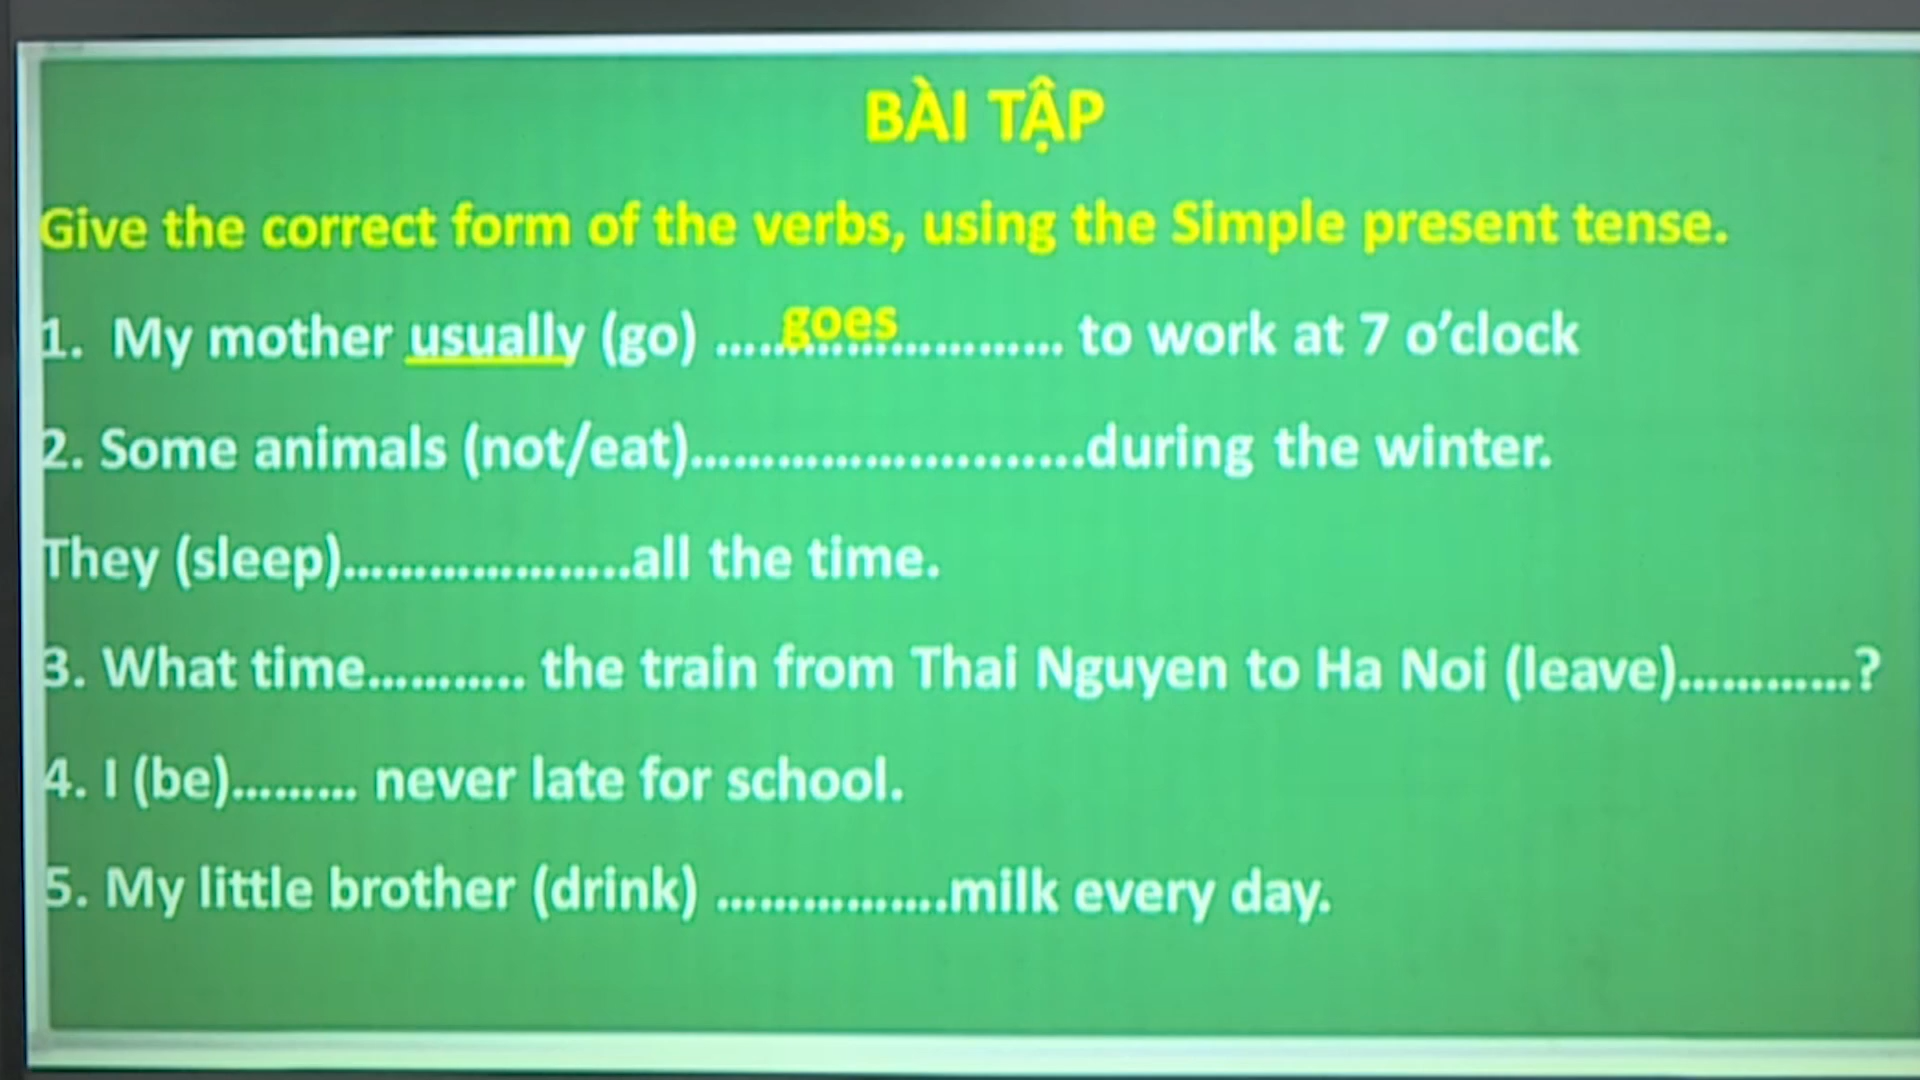 BÀI TẬP
Give the correct form of the verbs, using the Simple present tense.
1. My mother usually (go) ......goes............... to work at 7 o’clock
2. Some animals (not/eat)...........................during the winter.
They (sleep)....................all the time.
3. What time........... the train from Thai Nguyen to Ha Noi (leave)............?
4. I (be)......... never late for school.
5. My little brother (drink) ................milk every day.